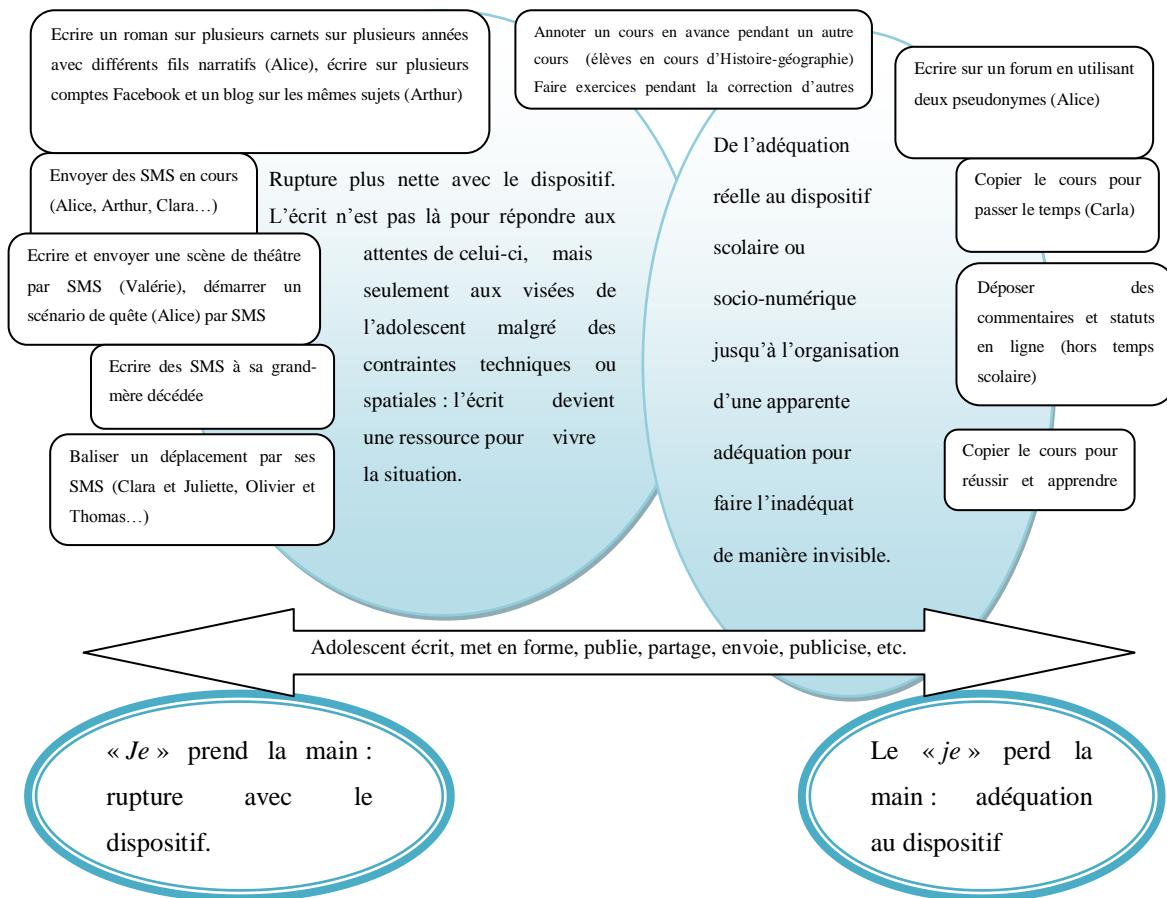 Ecrire un roman sur plusieurs carnets sur plusieurs années
avec différents fils narratifs (Alice), écrire sur plusieurs
comptes Facebook et un blog sur les mêmes sujets (Arthur)
Annoter un cours en avance pendant un autre
cours (élèves en cours d’Histoire-géographie)
Faire exercices pendant la correction d’autres
Ecrire sur un forum en utilisant
deux pseudonymes (Alice)
Envoyer des SMS en cours
(Alice, Arthur, Clara…)
Ecrire et envoyer une scène de théâtre
par SMS (Valérie), démarrer un
scénario de quête (Alice) par SMS
Ecrire des SMS à sa grand-
mère décédée
Baliser un déplacement par ses
SMS (Clara et Juliette, Olivier et
Thomas…)
Rupture plus nette avec le dispositif.
L’écrit n’est pas là pour répondre aux
attentes de celui-ci, mais
seulement aux visées de
l’adolescent malgré des
contraintes techniques ou
spatiales : l’écrit devient
une ressource pour vivre
la situation.
De l’adéquation
réelle au dispositif
scolaire ou
socio-numérique
jusqu’à l’organisation
d’une apparente
adéquation pour
faire l’inadéquat
de manière invisible.
Copier le cours pour
passer le temps (Carla)
Déposer des
commentaires et statuts
en ligne (hors temps
scolaire)
Copier le cours pour
réussir et apprendre
Adolescent écrit, met en forme, publie, partage, envoie, publicise, etc.
« Je » prend la main :
rupture avec le
dispositif.
Le « je » perd la
main : adéquation
au dispositif